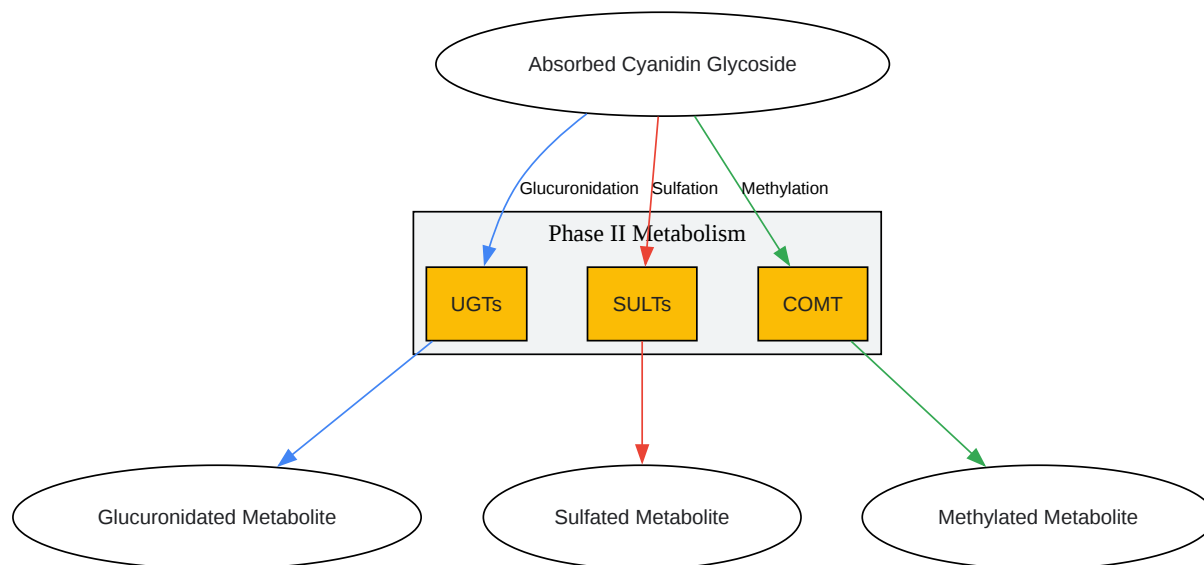 Absorbed Cyanidin Glycoside
Glucuronidation
Sulfation
Methylation
Phase II Metabolism
UGTs
SULTs
COMT
Glucuronidated Metabolite
Sulfated Metabolite
Methylated Metabolite